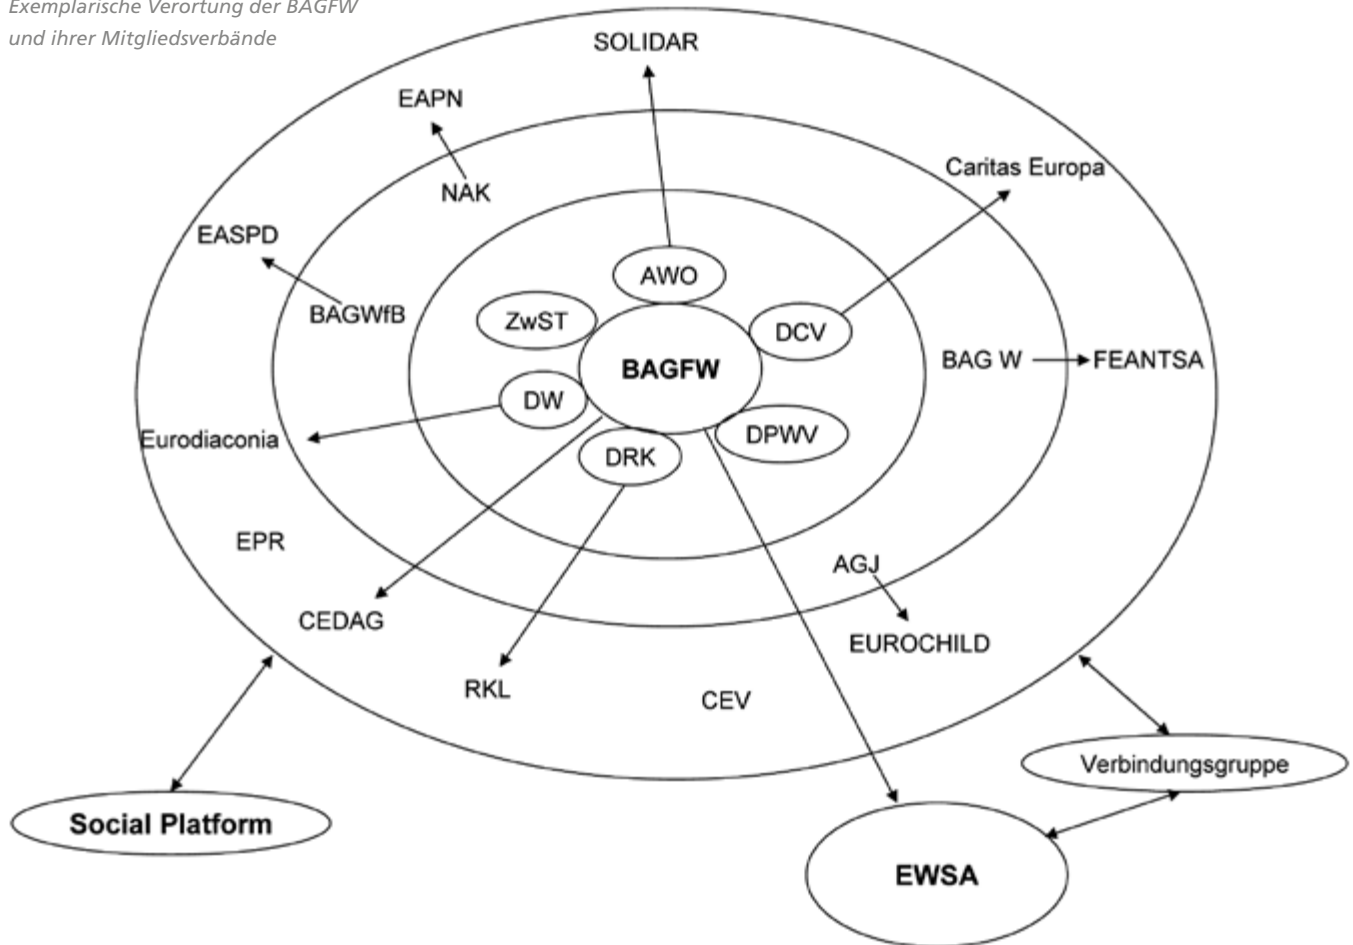 Exemplarische Verortung der BAGFW
und ihrer Mitgliedsverbände
SOLIDAR
EAPN
Caritas Europa
NAK
EASPD
AWO
BAGWfB
ZwST
DCV
BAGFW
BAG W
FEANTSA
DW
Eurodiaconia
DPWV
DRK
EPR
AGJ
CEDAG
EUROCHILD
RKL
CEV
Verbindungsgruppe
Social Platform
EWSA